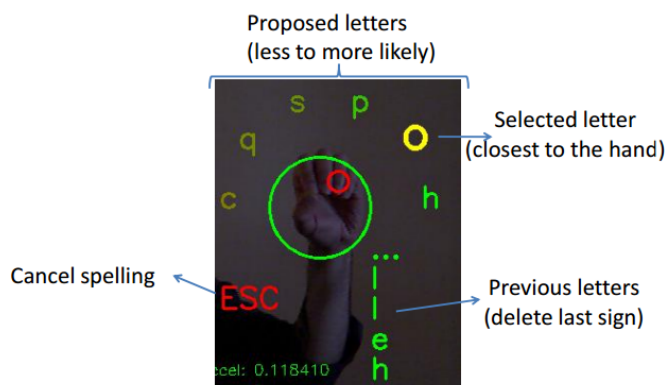 Proposed letters
(less to more likely)
s p
q o
Selected letter
(closest to the hand)
c o h
...
l
Cancel spelling
ESC
l
Previous letters
(delete last sign)
e
ccel: 0.118410
h